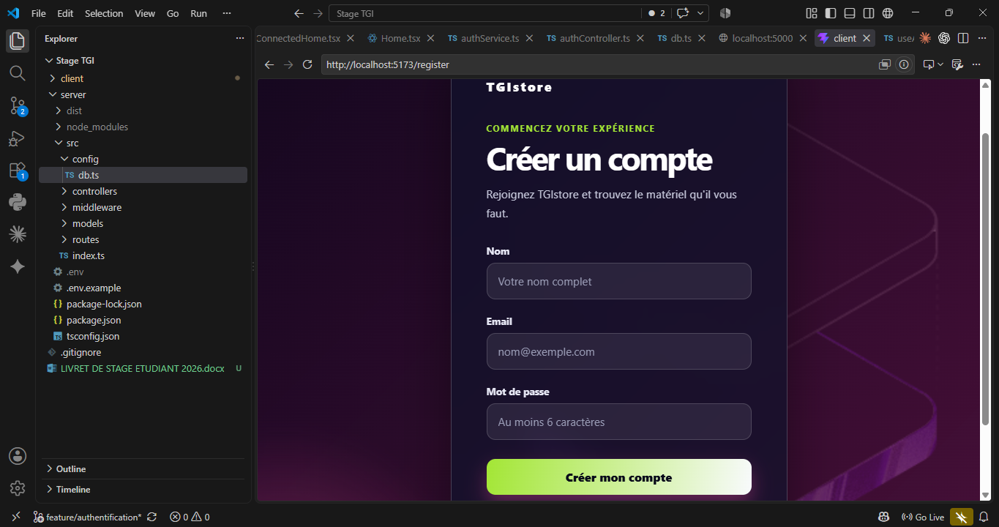 File Edit Selection View Go Run ···
Stage TGI
2
Explorer
ConnectedHome.tsx
Home.tsx
TS authService.ts
TS authController.ts
TS db.ts
localhost:5000
client
TS
http://localhost:5173/register
Stage TGI
client
server
dist
node_modules
src
config
TS db.ts
controllers
middleware
models
routes
TS index.ts
.env
.env.example
{} package-lock.json
{} package.json
TS tsconfig.json
.gitignore
LIVRET DE STAGE ETUDIANT 2026.docx U
2
1
Outline
Timeline
TGIstore
COMMENCEZ VOTRE EXPÉRIENCE
Créer un compte
Rejoignez TGIstore et trouvez le matériel qu'il vous
faut.
Nom
Votre nom complet
Email
nom@exemple.com
Mot de passe
Au moins 6 caractères
Créer mon compte
feature/authentification*
0 0
Go Live